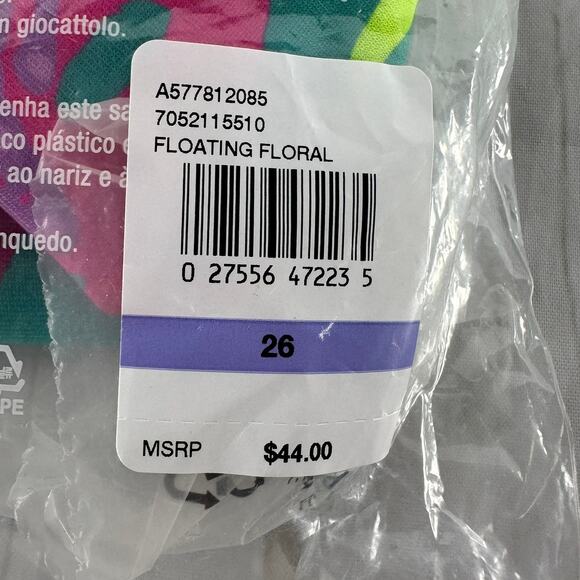 n giocattolo.
enha este sa
co plástico e
ao nariz e à
nquedo.
PE
A577812085
7052115510
FLOATING FLORAL
0 27556 47223 5
26
MSRP $44.00